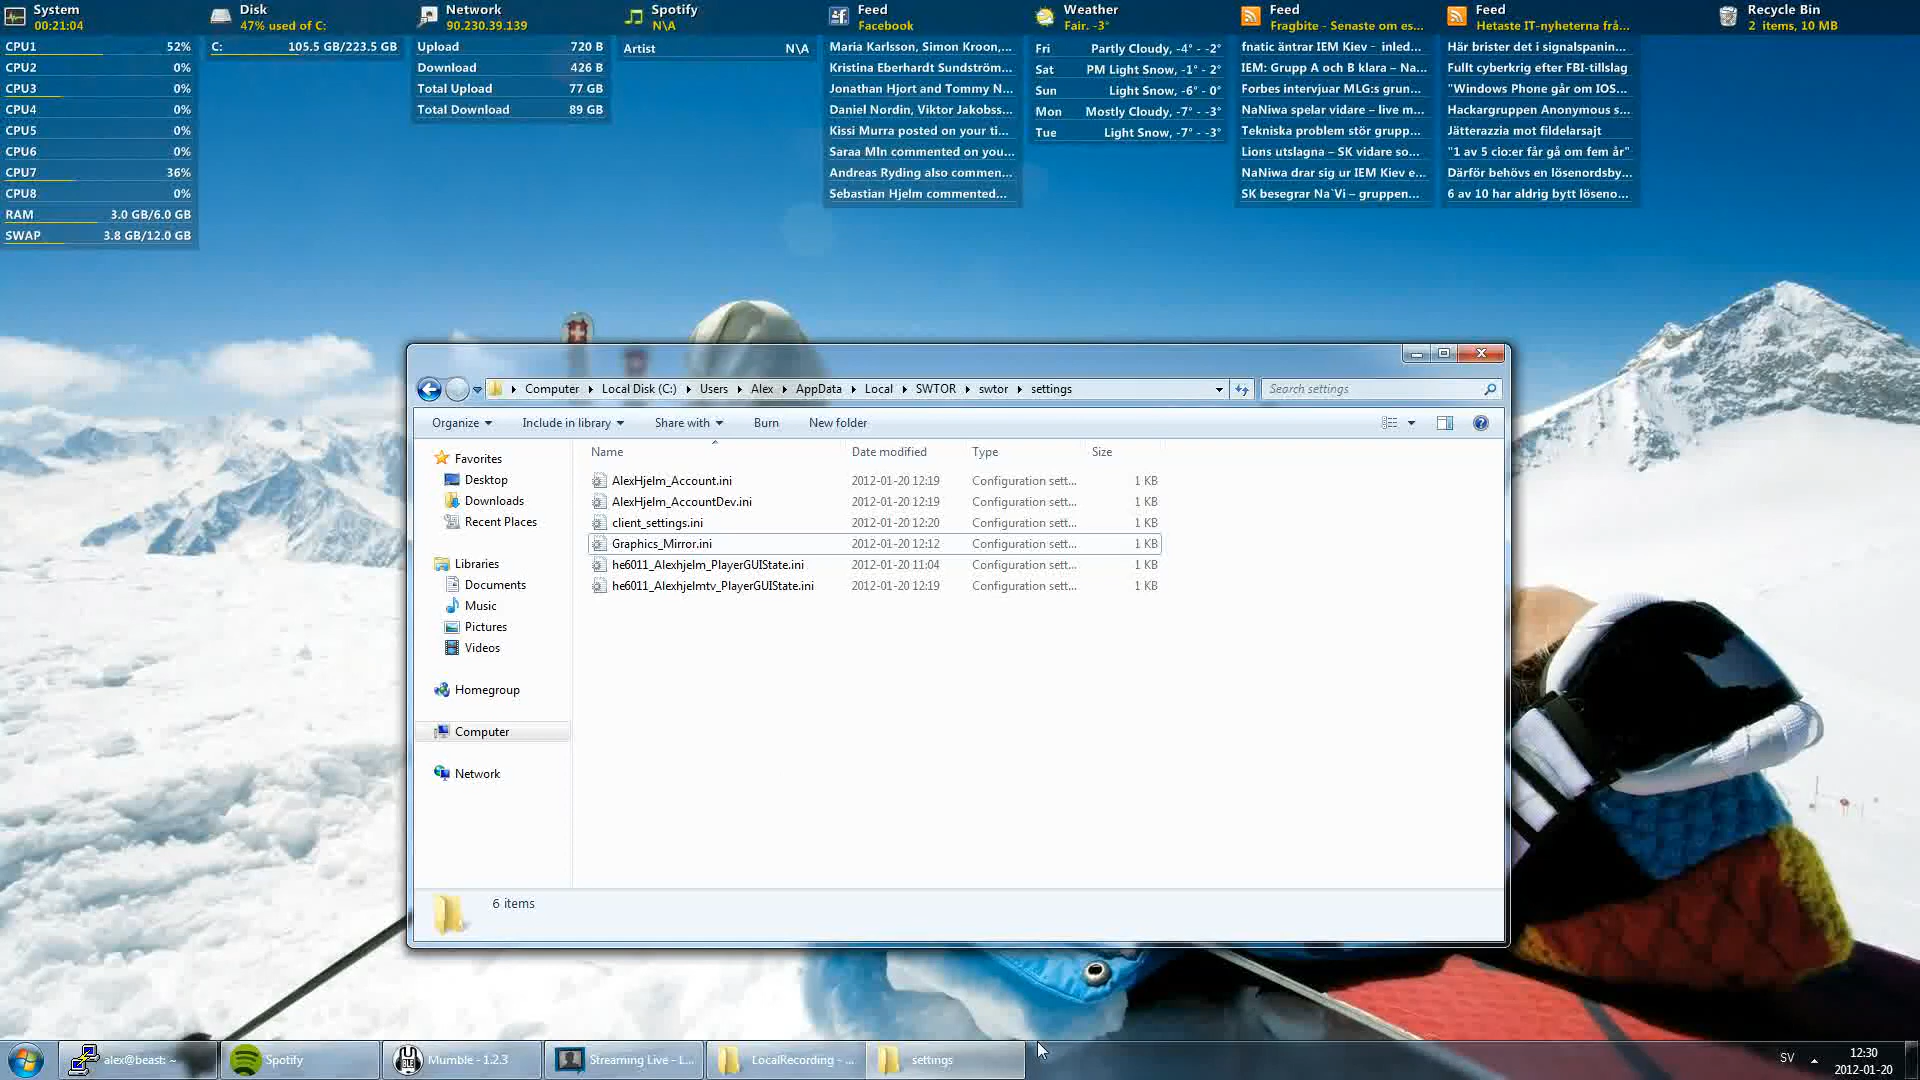 System
00:21:04
CPU1 52%
CPU2 0%
CPU3 0%
CPU4 0%
CPU5 0%
CPU6 0%
CPU7 36%
CPU8 0%
RAM 3.0 GB/6.0 GB
SWAP 3.8 GB/12.0 GB
Disk
47% used of C:
C: 105.5 GB/223.5 GB
Network
90.230.39.139
Upload 720 B
Download 426 B
Total Upload 77 GB
Total Download 89 GB
Spotify
N\A
Artist N\A
Feed
Facebook
Maria Karlsson, Simon Kroon,...
Kristina Eberhardt Sundström...
Jonathan Hjort and Tommy N...
Daniel Nordin, Viktor Jakobss...
Kissi Murra posted on your ti...
Saraa Mln commented on you...
Andreas Ryding also commen...
Sebastian Hjelm commented...
Weather
Fair. -3°
Fri Partly Cloudy, -4° - -2°
Sat PM Light Snow, -1° - 2°
Sun Light Snow, -6° - 0°
Mon Mostly Cloudy, -7° - -3°
Tue Light Snow, -7° - -3°
Feed
Fragbite - Senaste om es...
fnatic äntrar IEM Kiev - inled...
IEM: Grupp A och B klara – Na...
Forbes intervjuar MLG:s grun...
NaNiwa spelar vidare – live m...
Tekniska problem stör grupp...
Lions utslagna – SK vidare so...
NaNiwa drar sig ur IEM Kiev e...
SK besegrar Na`Vi – gruppen...
Feed
Hetaste IT-nyheterna frå...
Här brister det i signalspanin...
Fullt cyberkrig efter FBI-tillslag
"Windows Phone går om IOS...
Hackargruppen Anonymous s...
Jätterazzia mot fildelarsajt
"1 av 5 cio:er får gå om fem år"
Därför behövs en lösenordsby...
6 av 10 har aldrig bytt löseno...
Recycle Bin
2 items, 10 MB
Computer Local Disk (C:) Users Alex AppData Local SWTOR swtor settings
Search settings
Organize Include in library Share with Burn New folder
Favorites
Desktop
Downloads
Recent Places
Libraries
Documents
Music
Pictures
Videos
Homegroup
Computer
Network
Name Date modified Type Size
AlexHjelm_Account.ini 2012-01-20 12:19 Configuration sett... 1 KB
AlexHjelm_AccountDev.ini 2012-01-20 12:19 Configuration sett... 1 KB
client_settings.ini 2012-01-20 12:20 Configuration sett... 1 KB
Graphics_Mirror.ini 2012-01-20 12:12 Configuration sett... 1 KB
he6011_Alexhjelm_PlayerGUIState.ini 2012-01-20 11:04 Configuration sett... 1 KB
he6011_Alexhjelmtv_PlayerGUIState.ini 2012-01-20 12:19 Configuration sett... 1 KB
6 items
alex@beast: ~
Spotify
Mumble - 1.2.3
Streaming Live - L...
LocalRecording - ...
settings
SV
12:30
2012-01-20